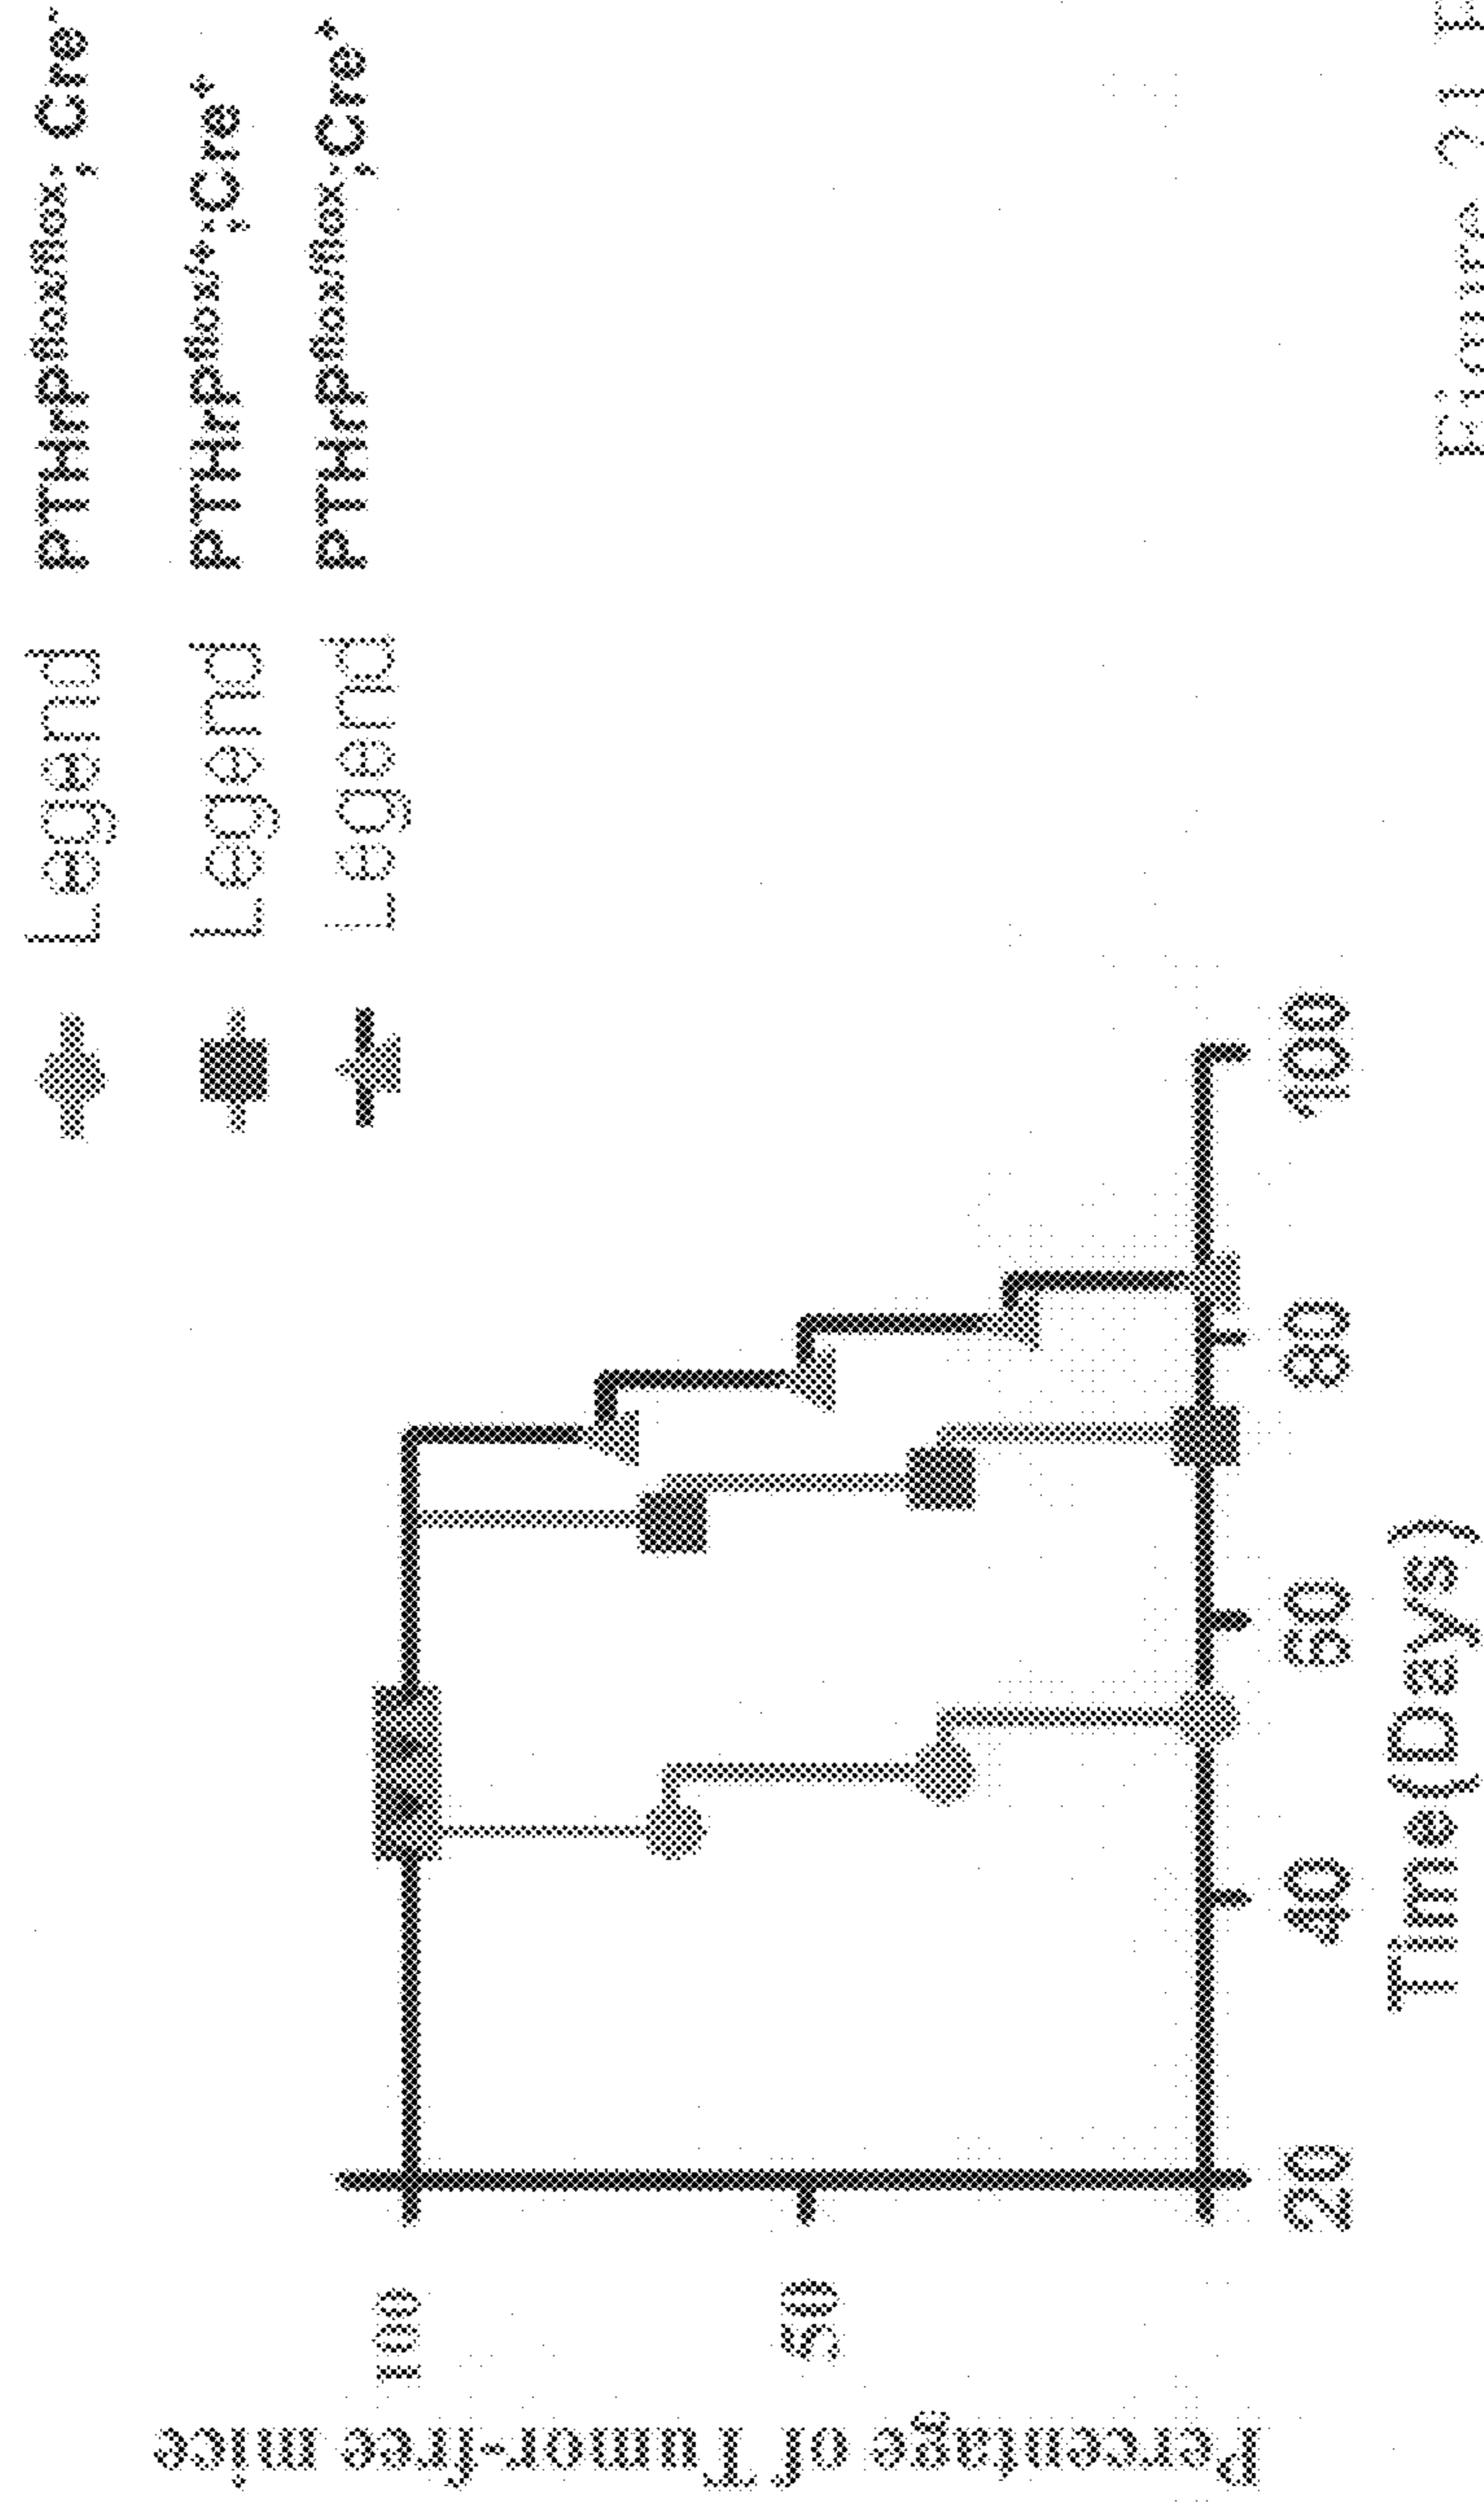 Legend PTHrPflox/flox; Cre-
Legend PTHrPflox/+;Cre+
Legend PTHrPflox/flox;Cre+
Percentage of Tumor-free mice
100
50
20 40 80 100
Time(Days)
Figure